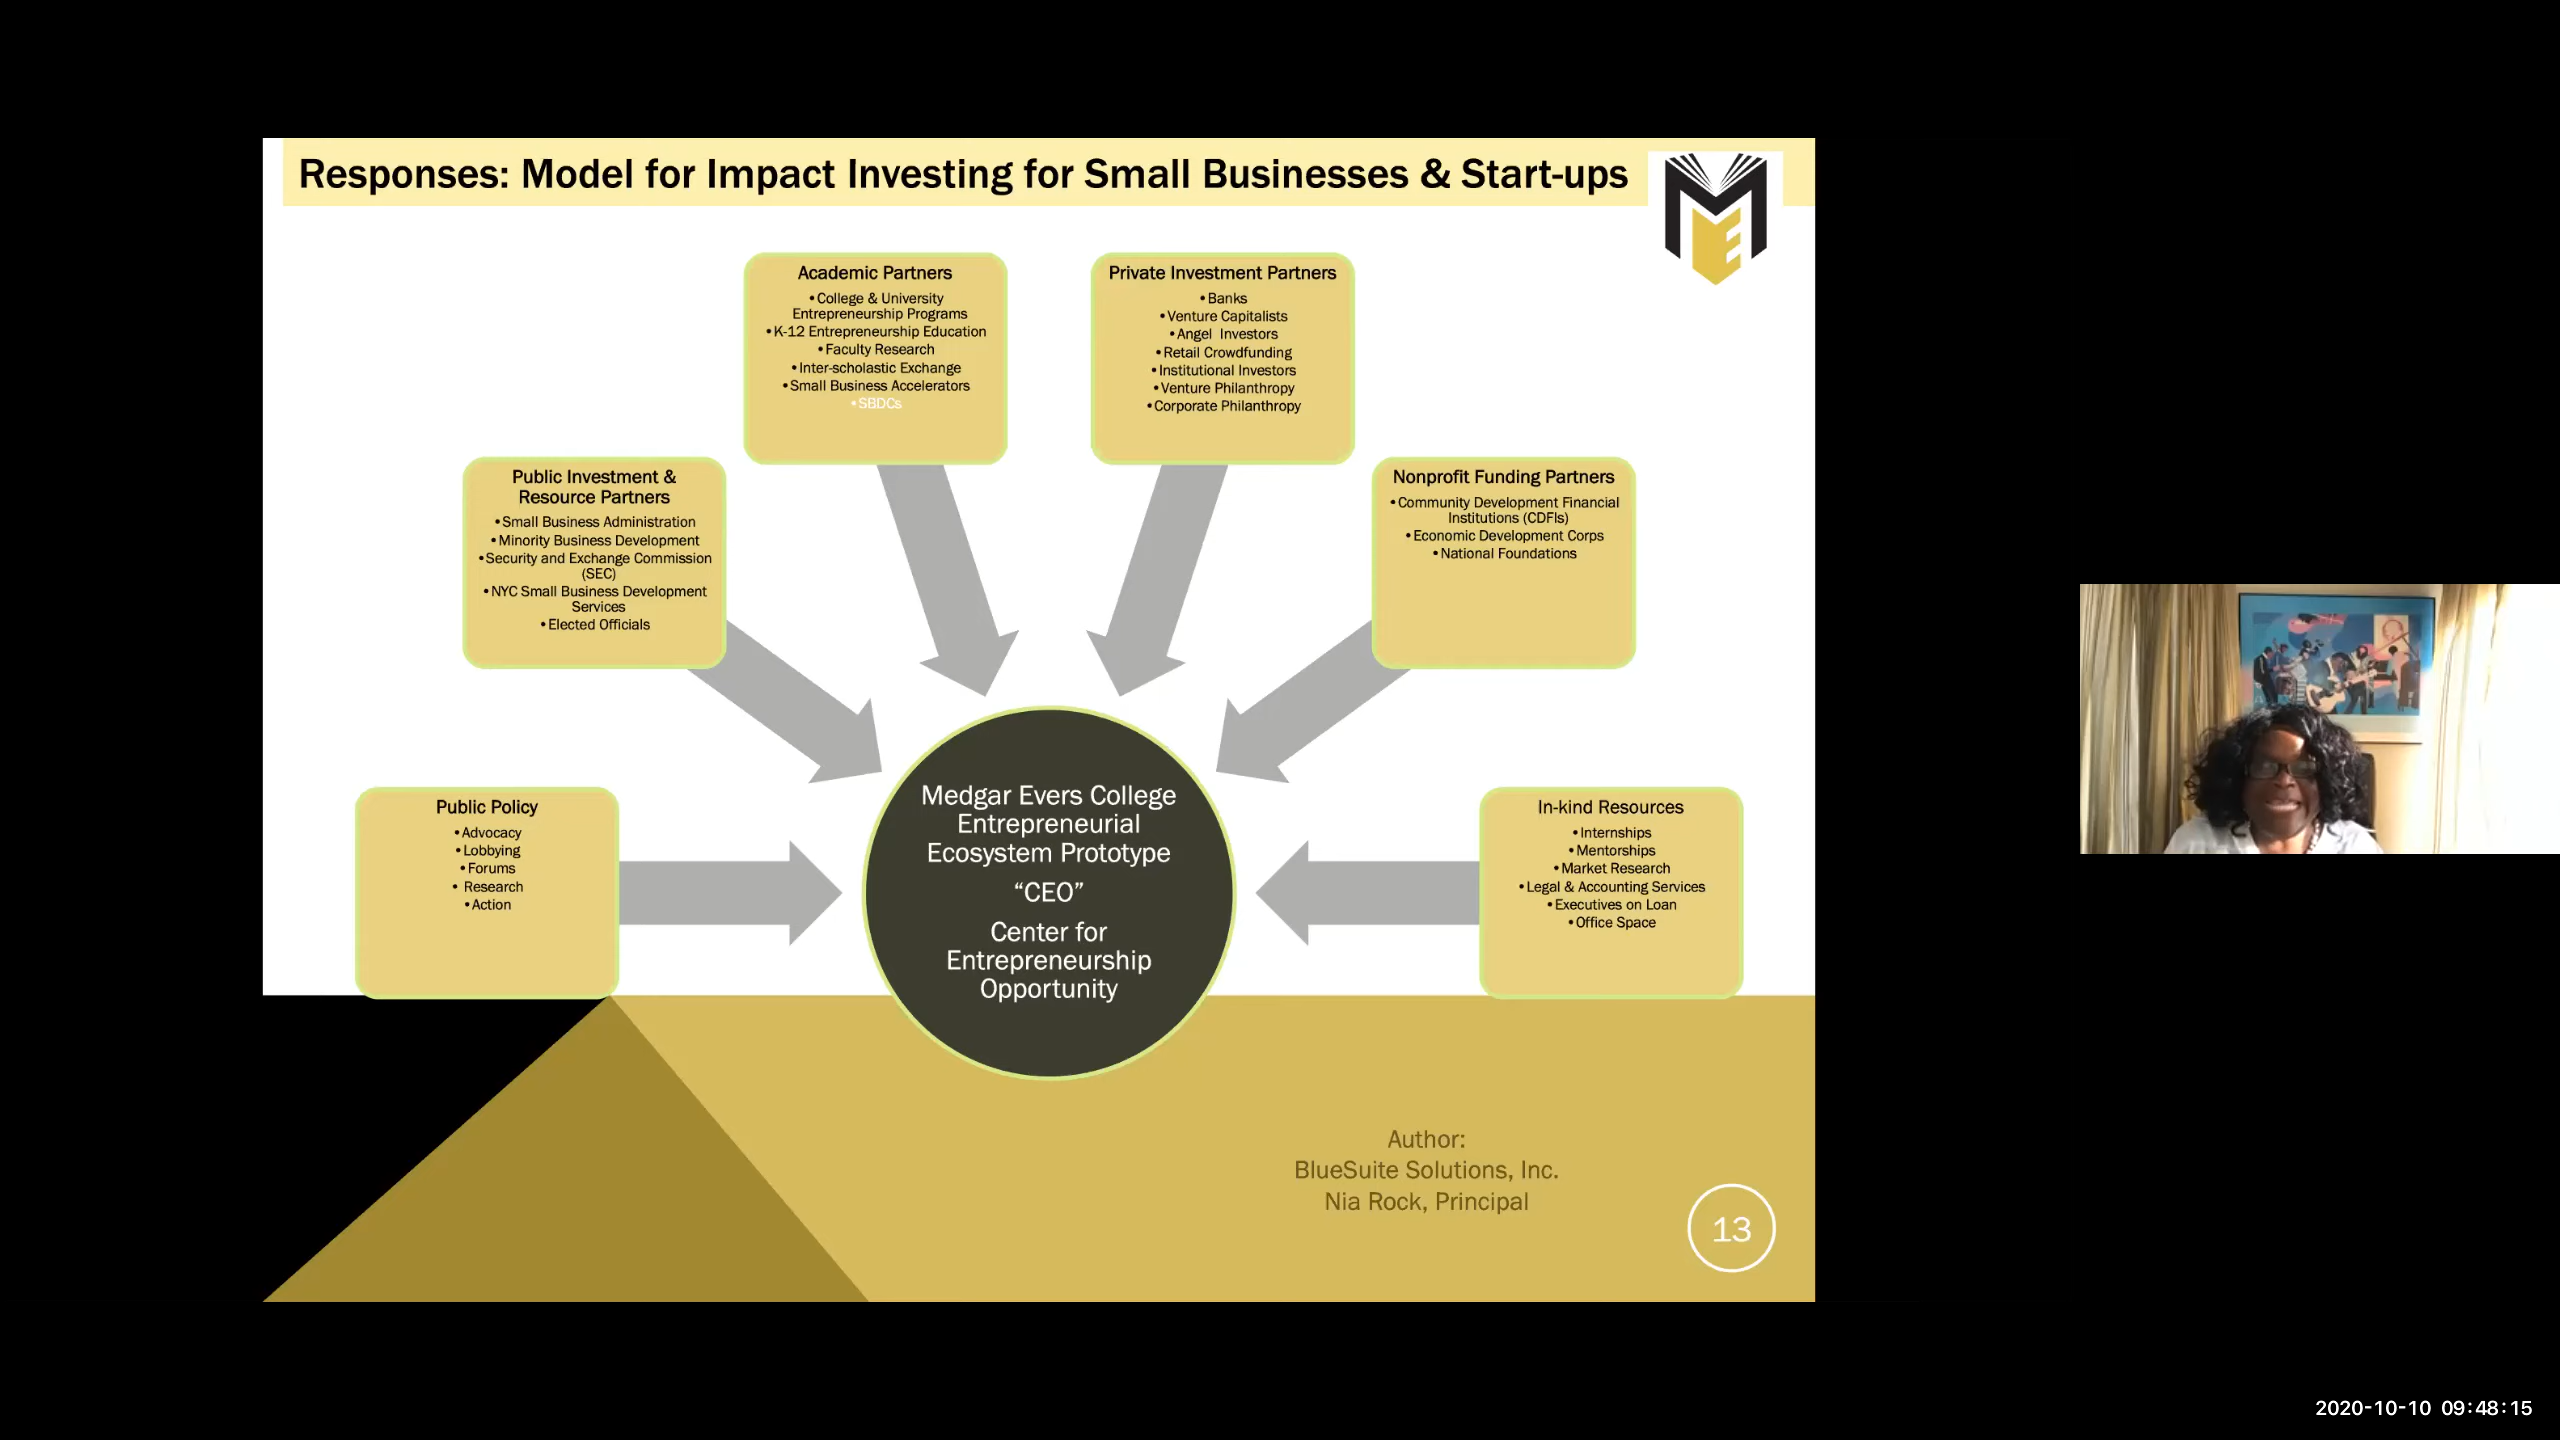 Responses: Model for Impact Investing for Small Businesses & Start-ups
ME
Academic Partners
•College & University
Entrepreneurship Programs
•K-12 Entrepreneurship Education
•Faculty Research
•Inter-scholastic Exchange
•Small Business Accelerators
•SBDCs
Private Investment Partners
•Banks
•Venture Capitalists
•Angel Investors
•Retail Crowdfunding
•Institutional Investors
•Venture Philanthropy
•Corporate Philanthropy
Public Investment &
Resource Partners
•Small Business Administration
•Minority Business Development
•Security and Exchange Commission
(SEC)
•NYC Small Business Development
Services
•Elected Officials
Nonprofit Funding Partners
•Community Development Financial
Institutions (CDFIs)
•Economic Development Corps
•National Foundations
Public Policy
•Advocacy
•Lobbying
•Forums
• Research
•Action
Medgar Evers College
Entrepreneurial
Ecosystem Prototype
“CEO”
Center for
Entrepreneurship
Opportunity
In-kind Resources
•Internships
•Mentorships
•Market Research
•Legal & Accounting Services
•Executives on Loan
•Office Space
Author:
BlueSuite Solutions, Inc.
Nia Rock, Principal
13
2020-10-10 09:48:15